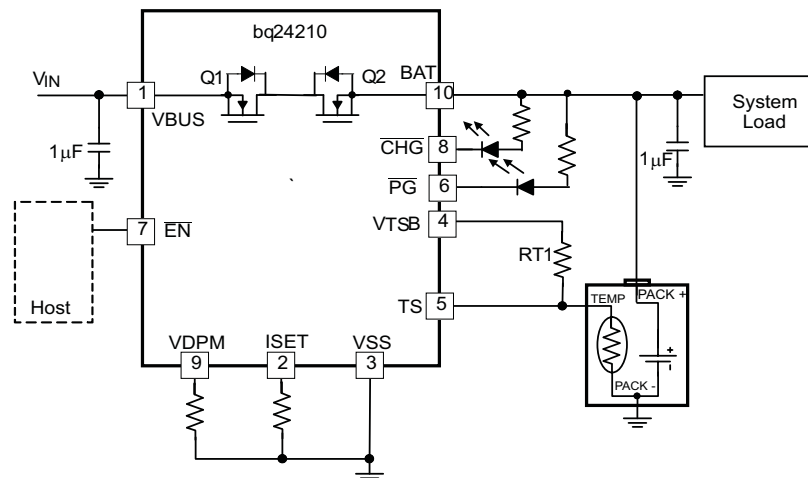 bq24210
Q1
Q2
BAT
VIN
1
10
VBUS
System
Load
1μF
CHG
8
1μF
PG
6
7
EN
VTSB
4
RT1
Host
TS
5
TEMP
PACK +
VDPM
ISET
VSS
9
2
3
+
-
PACK -